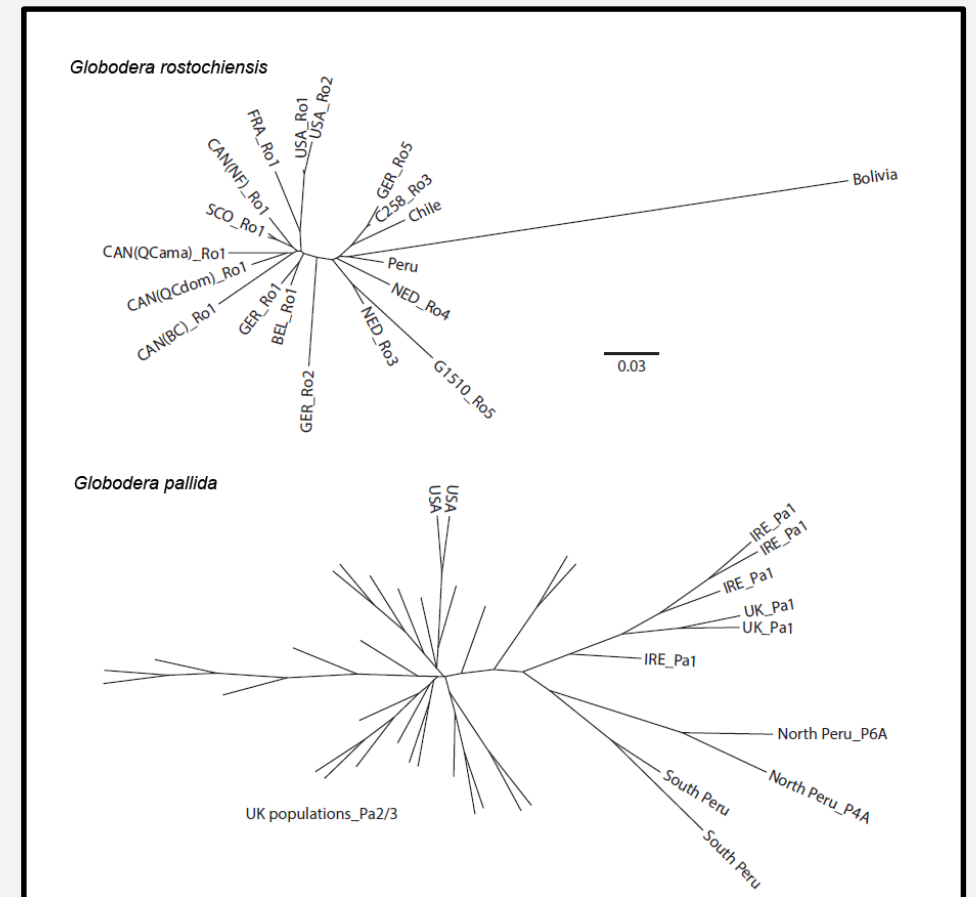 Globodera rostochiensis
USA_Ro1
USA_Ro2
FRA_Ro1
CAN(NF)_Ro1
SCO_Ro1
CAN(QCama)_Ro1
CAN(QCdom)_Ro1
CAN(BC)_Ro1
GER_Ro1
BEL_Ro1
GER_Ro2
GER_Ro5
C258_Ro3
Chile
Bolivia
Peru
NED_Ro4
NED_Ro3
G1510_Ro5
0.03
Globodera pallida
USA
USA
IRE_Pa1
IRE_Pa1
IRE_Pa1
UK_Pa1
UK_Pa1
IRE_Pa1
North Peru_P6A
North Peru_P4A
South Peru
South Peru
UK populations_Pa2/3